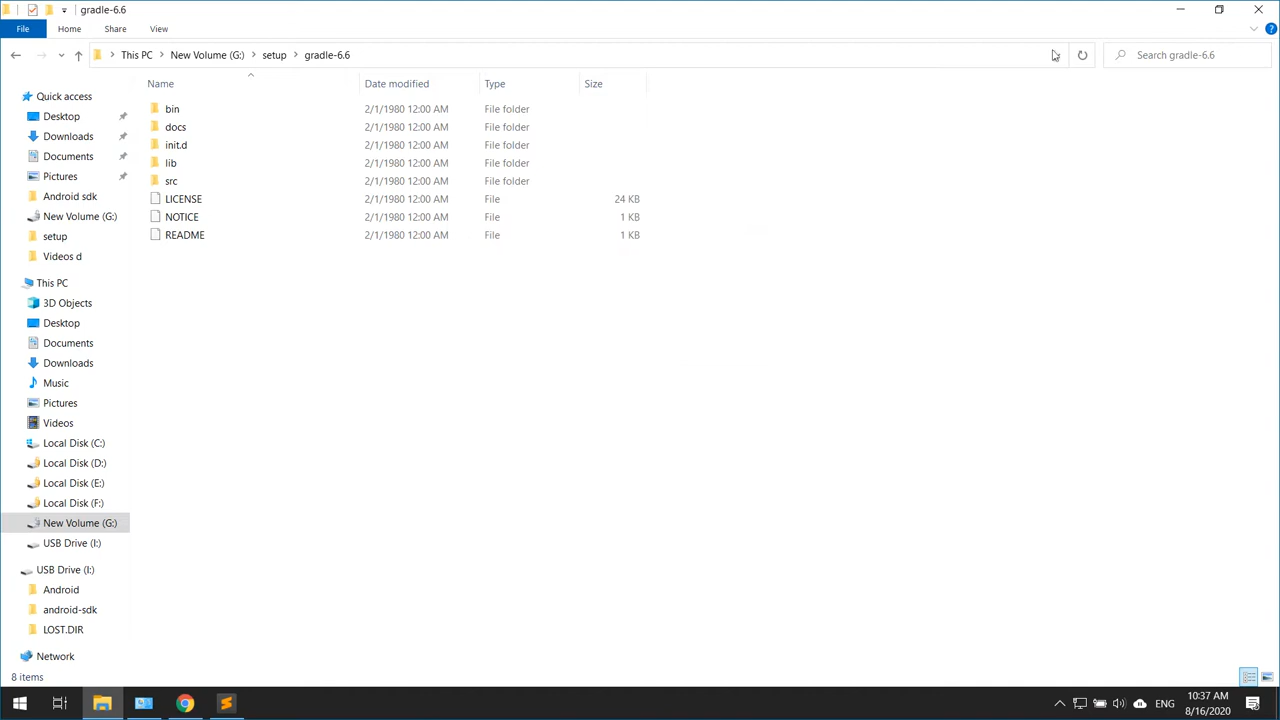 gradle-6.6
File Home Share View
This PC New Volume (G:) setup gradle-6.6
Search gradle-6.6
Name Date modified Type Size
bin 2/1/1980 12:00 AM File folder
docs 2/1/1980 12:00 AM File folder
init.d 2/1/1980 12:00 AM File folder
lib 2/1/1980 12:00 AM File folder
src 2/1/1980 12:00 AM File folder
LICENSE 2/1/1980 12:00 AM File 24 KB
NOTICE 2/1/1980 12:00 AM File 1 KB
README 2/1/1980 12:00 AM File 1 KB
Quick access
Desktop
Downloads
Documents
Pictures
Android sdk
New Volume (G:)
setup
Videos d
This PC
3D Objects
Desktop
Documents
Downloads
Music
Pictures
Videos
Local Disk (C:)
Local Disk (D:)
Local Disk (E:)
Local Disk (F:)
New Volume (G:)
USB Drive (I:)
USB Drive (I:)
Android
android-sdk
LOST.DIR
Network
8 items
ENG
10:37 AM
8/16/2020